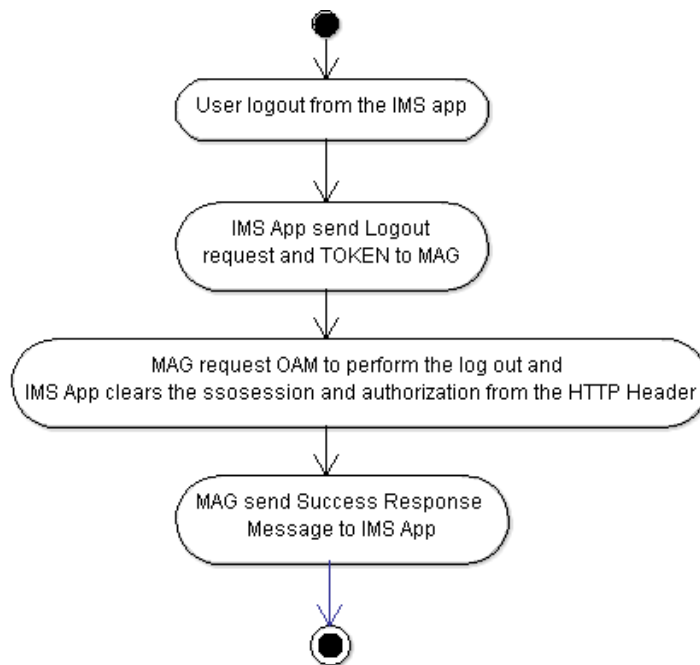 User logout from the IMS app
IMS App send Logout
request and TOKEN to MAG
MAG request OAM to perform the log out and
IMS App clears the ssosession and authorization from the HTTP Header
MAG send Success Response
Message to IMS App